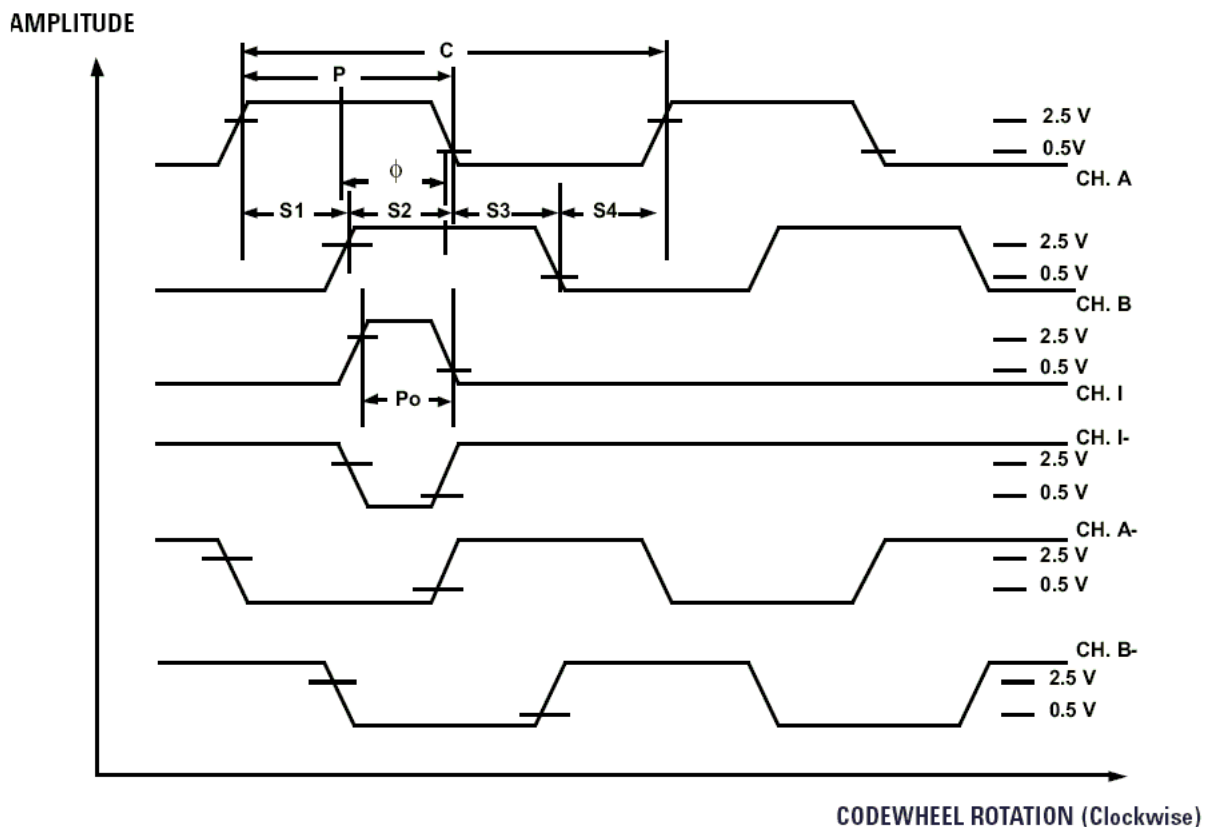 AMPLITUDE
C
P
2.5 V
0.5V
CH. A
ϕ
S1 S2 S3 S4
2.5 V
0.5 V
CH. B
2.5 V
0.5 V
CH. I
Po
CH. I-
2.5 V
0.5 V
CH. A-
2.5 V
0.5 V
CH. B-
2.5 V
0.5 V
CODEWHEEL ROTATION (Clockwise)